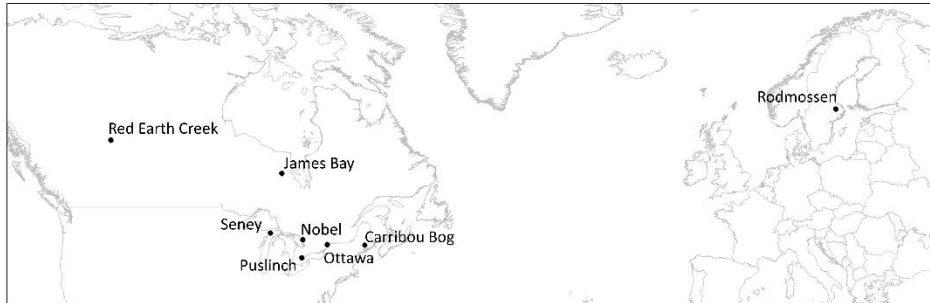 Rodmossen
Red Earth Creek
James Bay
Seney
Nobel
Carribou Bog
Puslinch
Ottawa